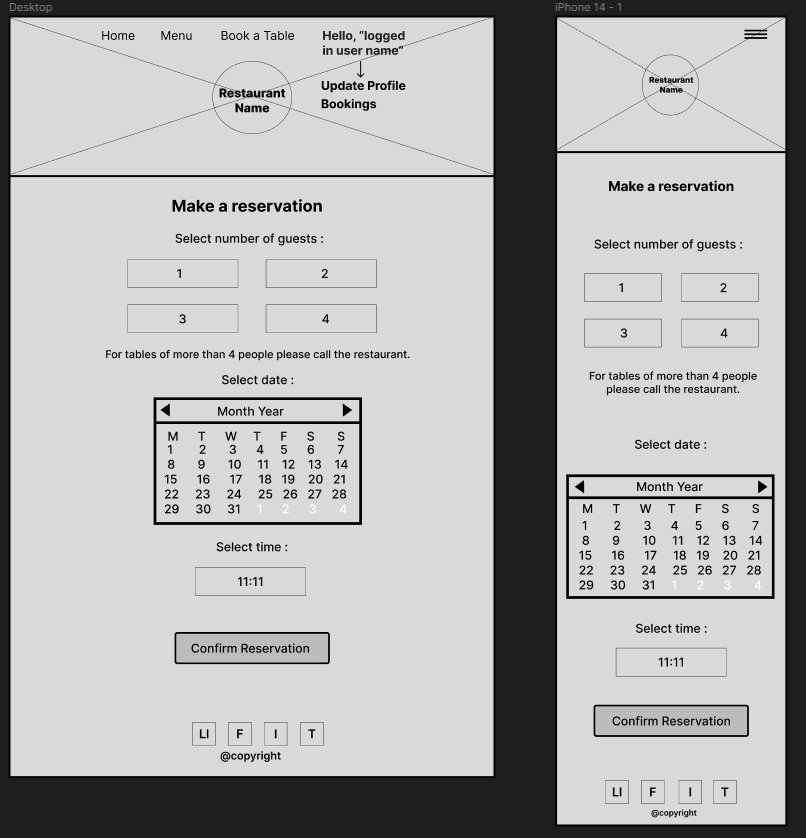 Desktop
Home Menu Book a Table Hello, “logged
in user name”
Update Profile
Bookings
Restaurant
Name
Make a reservation
Select number of guests :
1 2
3 4
For tables of more than 4 people please call the restaurant.
Select date :
Month Year
M T W T F S S
1 2 3 4 5 6 7
8 9 10 11 12 13 14
15 16 17 18 19 20 21
22 23 24 25 26 27 28
29 30 31 1 2 3 4
Select time :
11:11
Confirm Reservation
LI F I T
@copyright
iPhone 14 - 1
Restaurant
Name
Make a reservation
Select number of guests :
1 2
3 4
For tables of more than 4 people
please call the restaurant.
Select date :
Month Year
M T W T F S S
1 2 3 4 5 6 7
8 9 10 11 12 13 14
15 16 17 18 19 20 21
22 23 24 25 26 27 28
29 30 31 1 2 3 4
Select time :
11:11
Confirm Reservation
LI F I T
@copyright